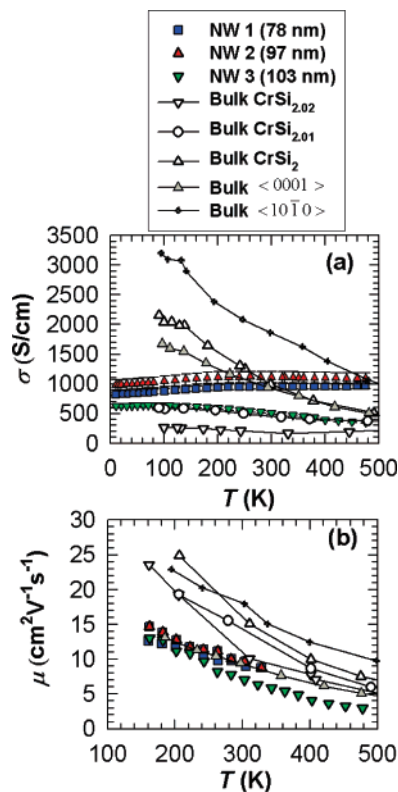 NW 1 (78 nm)
NW 2 (97 nm)
NW 3 (103 nm)
Bulk CrSi₂.₀₂
Bulk CrSi₂.₀₁
Bulk CrSi₂
Bulk <0001>
Bulk <101̄0>
(a)
3500
3000
2500
2000
1500
1000
500
0
σ (S/cm)
0 100 200 300 400 500
T (K)
(b)
30
25
20
15
10
5
0
μ (cm²V⁻¹s⁻¹)
100 200 300 400 500
T (K)